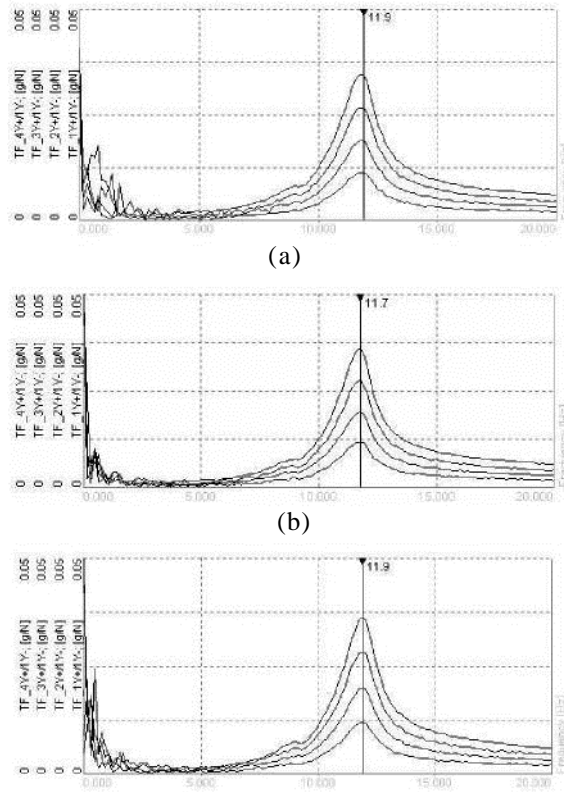 0.05 0.05 0.05 0.05
TF_4Y+/1Y-; [g/N]
TF_3Y+/1Y-; [g/N]
TF_2Y+/1Y-; [g/N]
TF_1Y+/1Y-; [g/N]
0 0 0 0
11.9
0.000 5.000 10.000 15.000 20.000
(a)
0.05 0.05 0.05 0.05
TF_4Y+/1Y-; [g/N]
TF_3Y+/1Y-; [g/N]
TF_2Y+/1Y-; [g/N]
TF_1Y+/1Y-; [g/N]
0 0 0 0
11.7
0.000 5.000 10.000 15.000 20.000
Frequency [Hz]
(b)
0.05 0.05 0.05 0.05
TF_4Y+/1Y-; [g/N]
TF_3Y+/1Y-; [g/N]
TF_2Y+/1Y-; [g/N]
TF_1Y+/1Y-; [g/N]
0 0 0 0
11.9
0.000 5.000 10.000 15.000 20.000
Frequency [Hz]